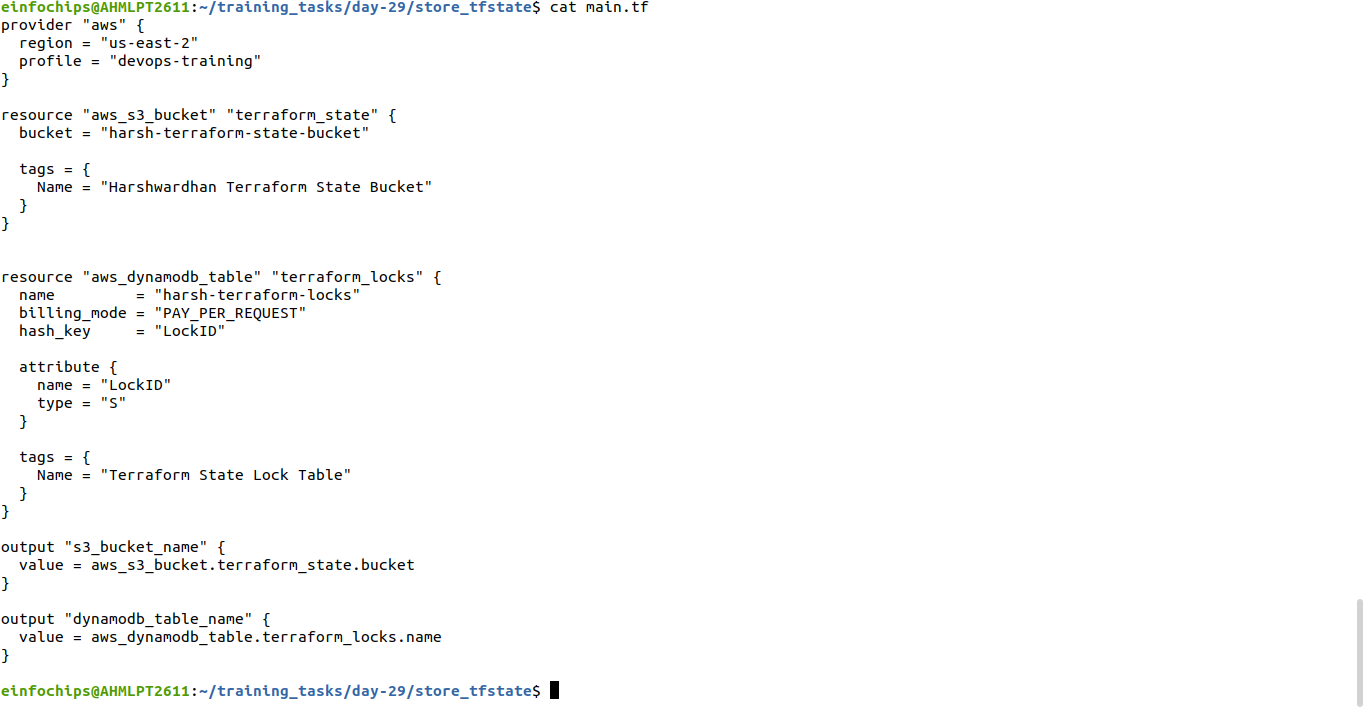 einfochips@AHMLPT2611:~/training_tasks/day-29/store_tfstate$ cat main.tf
provider "aws" {
  region = "us-east-2"
  profile = "devops-training"
}

resource "aws_s3_bucket" "terraform_state" {
  bucket = "harsh-terraform-state-bucket"

  tags = {
    Name = "Harshwardhan Terraform State Bucket"
  }
}


resource "aws_dynamodb_table" "terraform_locks" {
  name         = "harsh-terraform-locks"
  billing_mode = "PAY_PER_REQUEST"
  hash_key     = "LockID"

  attribute {
    name = "LockID"
    type = "S"
  }

  tags = {
    Name = "Terraform State Lock Table"
  }
}

output "s3_bucket_name" {
  value = aws_s3_bucket.terraform_state.bucket
}

output "dynamodb_table_name" {
  value = aws_dynamodb_table.terraform_locks.name
}

einfochips@AHMLPT2611:~/training_tasks/day-29/store_tfstate$